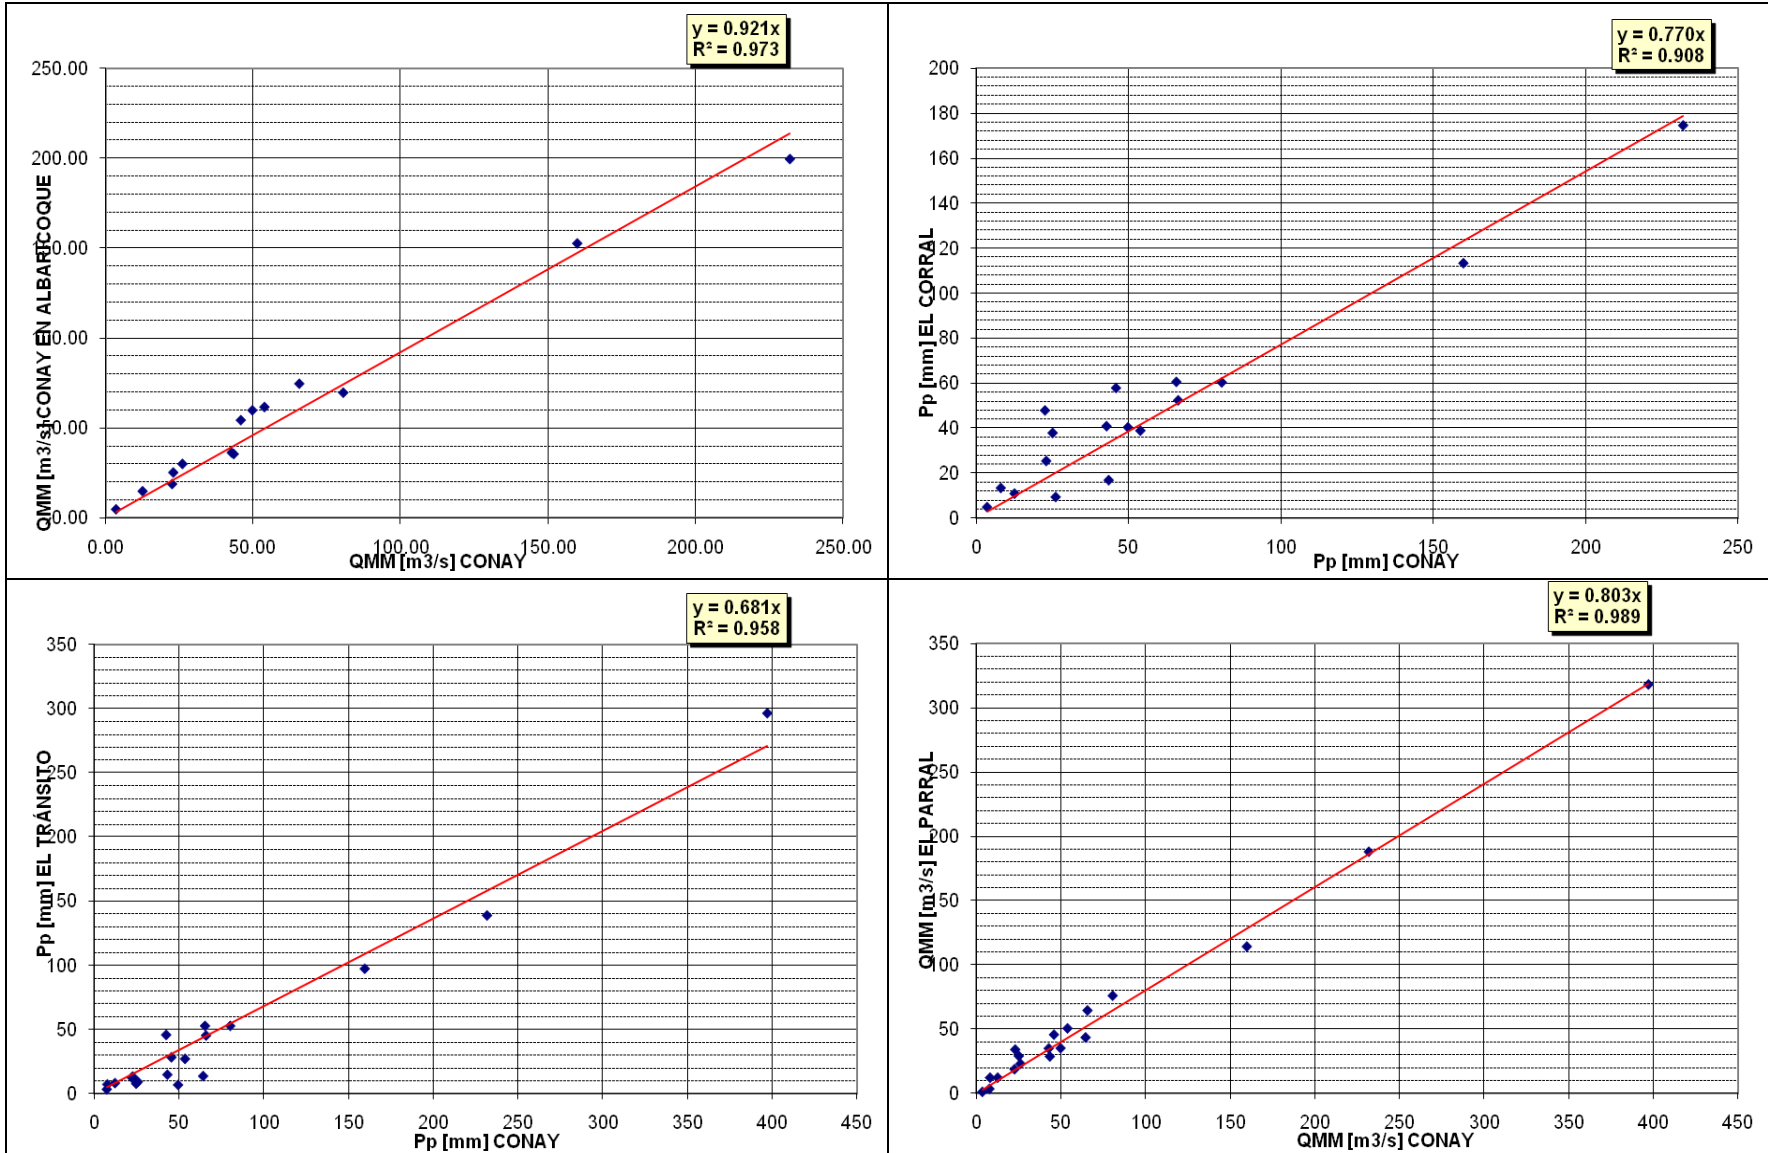 y = 0.921x
R² = 0.973
250.00
200.00
150.00
100.00
50.00
0.00
QMM [m3/s] CONAY EN ALBARICOQUE
0.00 50.00 100.00 150.00 200.00 250.00
QMM [m3/s] CONAY
y = 0.770x
R² = 0.908
200
180
160
140
120
100
80
60
40
20
0
Pp [mm] EL CORRAL
0 50 100 150 200 250
Pp [mm] CONAY
y = 0.681x
R² = 0.958
350
300
250
200
150
100
50
0
Pp [mm] EL TRÁNSITO
0 50 100 150 200 250 300 350 400 450
Pp [mm] CONAY
y = 0.803x
R² = 0.989
350
300
250
200
150
100
50
0
QMM [m3/s] EL PARRAL
0 50 100 150 200 250 300 350 400 450
QMM [m3/s] CONAY